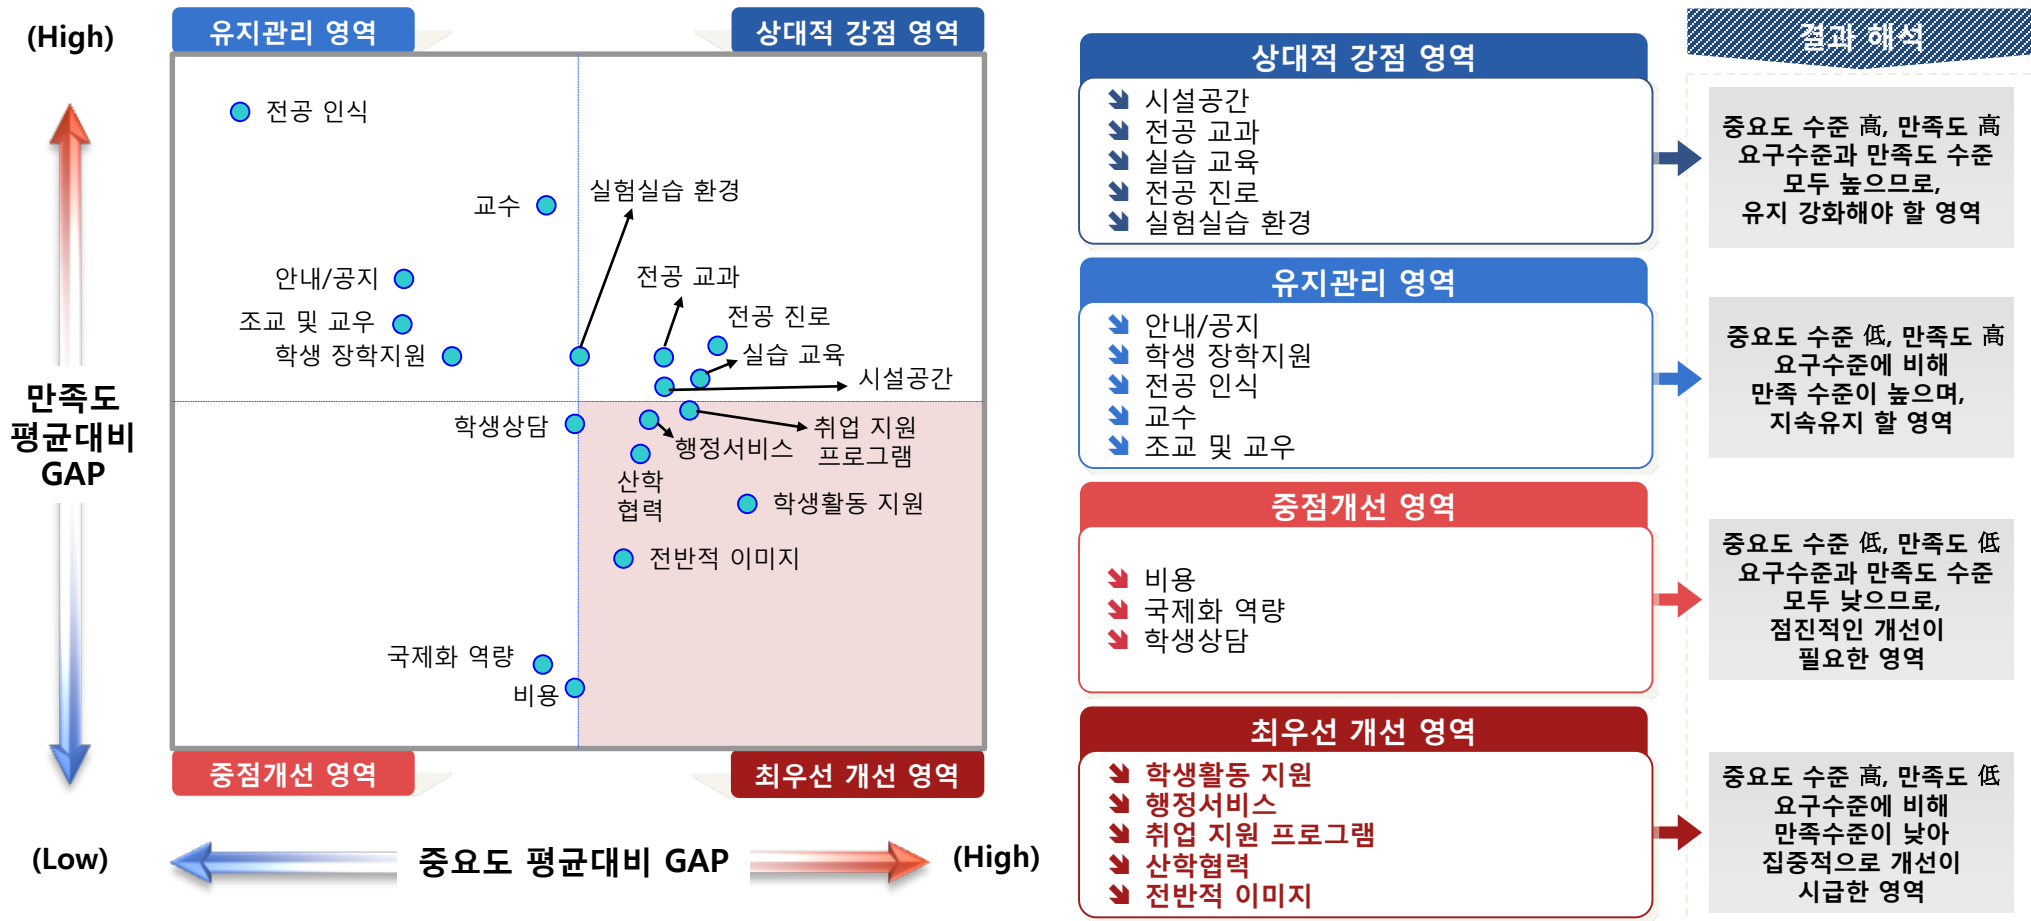 (High)
유지관리 영역
상대적 강점 영역
전공 인식
교수
실험실습 환경
안내/공지
전공 교과
조교 및 교우
전공 진로
학생 장학지원
실습 교육
시설공간
만족도
평균대비
GAP
학생상담
행정서비스
취업 지원
프로그램
산학
협력
학생활동 지원
전반적 이미지
국제화 역량
비용
중점개선 영역
최우선 개선 영역
(Low)
중요도 평균대비 GAP
(High)
상대적 강점 영역
시설공간
전공 교과
실습 교육
전공 진로
실험실습 환경
유지관리 영역
안내/공지
학생 장학지원
전공 인식
교수
조교 및 교우
중점개선 영역
비용
국제화 역량
학생상담
최우선 개선 영역
학생활동 지원
행정서비스
취업 지원 프로그램
산학협력
전반적 이미지
결과 해석
중요도 수준 高, 만족도 高
요구수준과 만족도 수준
모두 높으므로,
유지 강화해야 할 영역
중요도 수준 低, 만족도 高
요구수준에 비해
만족 수준이 높으며,
지속유지 할 영역
중요도 수준 低, 만족도 低
요구수준과 만족도 수준
모두 낮으므로,
점진적인 개선이
필요한 영역
중요도 수준 高, 만족도 低
요구수준에 비해
만족수준이 낮아
집중적으로 개선이
시급한 영역